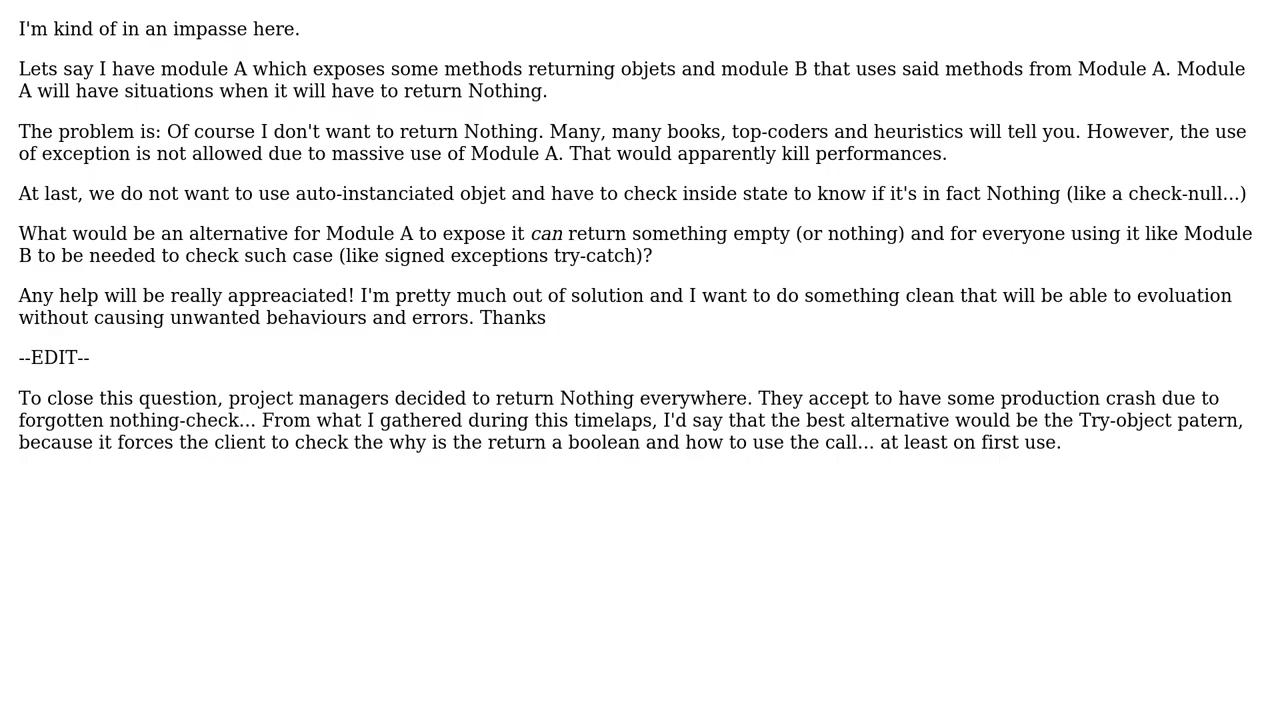 I'm kind of in an impasse here.
Lets say I have module A which exposes some methods returning objets and module B that uses said methods from Module A. Module
A will have situations when it will have to return Nothing.
The problem is: Of course I don't want to return Nothing. Many, many books, top-coders and heuristics will tell you. However, the use
of exception is not allowed due to massive use of Module A. That would apparently kill performances.
At last, we do not want to use auto-instanciated objet and have to check inside state to know if it's in fact Nothing (like a check-null...)
What would be an alternative for Module A to expose it can return something empty (or nothing) and for everyone using it like Module
B to be needed to check such case (like signed exceptions try-catch)?
Any help will be really appreaciated! I'm pretty much out of solution and I want to do something clean that will be able to evoluation
without causing unwanted behaviours and errors. Thanks
--EDIT--
To close this question, project managers decided to return Nothing everywhere. They accept to have some production crash due to
forgotten nothing-check... From what I gathered during this timelaps, I'd say that the best alternative would be the Try-object patern,
because it forces the client to check the why is the return a boolean and how to use the call... at least on first use.